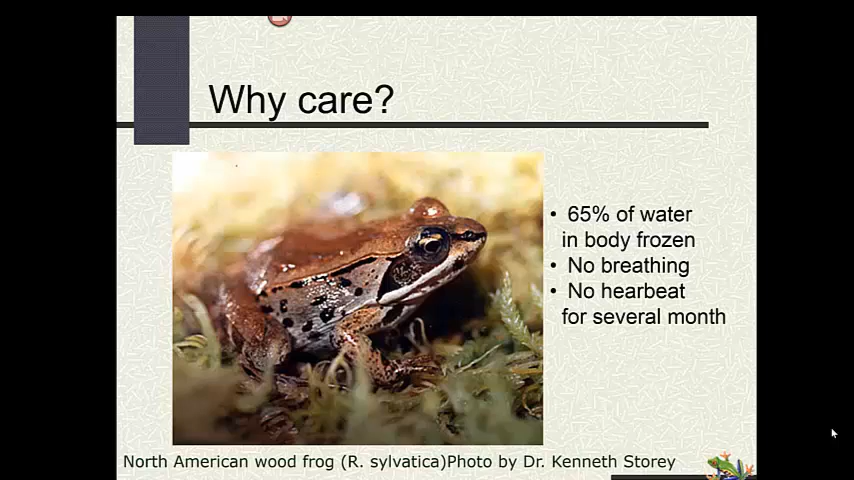 Why care?
• 65% of water
in body frozen
• No breathing
• No hearbeat
for several month
North American wood frog (R. sylvatica)Photo by Dr. Kenneth Storey